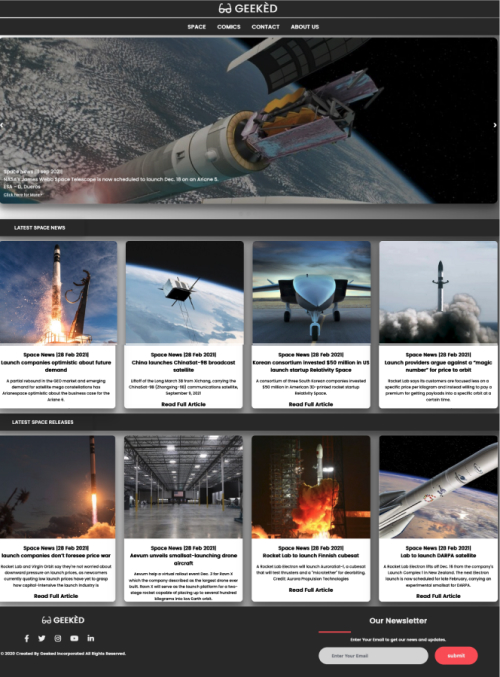 GEEKÈD
SPACE COMICS CONTACT ABOUT US
Space News [3 Sep 2021]
NASA's James Webb Space Telescope is now scheduled to launch Dec. 18 on an Ariane 5.
ESA – D. Ducros
Click here to More!
LATEST SPACE NEWS
Space News [28 Feb 2021]
Launch companies optimistic about future
demand
A partial rebound in the GEO market and emerging
demand for satellite mega constellations has
Arianespace optimistic about the business case for the
Ariane 6.
Space News [28 Feb 2021]
China launches ChinaSat-9B broadcast
satellite
Liftoff of the Long March 3B from Xichang, carrying the
ChinaSat-9B (Zhongxing-9B) communications satellite,
September 9, 2021
Read Full Article
Space News [28 Feb 2021]
Korean consortium invested $50 million in US
launch startup Relativity Space
A consortium of three South Korean companies invested
$50 million in American 3D-printed rocket startup
Relativity Space.
Read Full Article
Space News [28 Feb 2021]
Launch providers argue against a "magic
number" for price to orbit
Rocket Lab says its customers are focused less on a
specific price per kilogram and instead willing to pay a
premium for getting payloads into a specific orbit at a
certain time.
LATEST SPACE RELEASES
Space News [28 Feb 2021]
launch companies don't foresee price war
Rocket Lab and Virgin Orbit say they're not worried about
downward pressure on launch prices, as newcomers
currently quoting low launch prices have yet to grasp
how capital-intensive the launch industry is
Space News [28 Feb 2021]
Aevum unveils smallsat-launching drone
aircraft
Aevum held a virtual rollout event Dec. 3 for Ravn X
which the company described as the largest drone ever
built. Ravn X will serve as the launch platform for a two-
stage rocket capable of placing up to several hundred
kilograms into low Earth orbit.
Space News [28 Feb 2021]
Rocket Lab to launch Finnish cubesat
A Rocket Lab Electron will launch AuroraSat-1, a cubesat
that will test thrusters and a "microtether" for deorbiting.
Credit: Aurora Propulsion Technologies
Read Full Article
Space News [28 Feb 2021]
Lab to launch DARPA satellite
A Rocket Lab Electron lifts off Dec. 16 from the company's
Launch Complex 1 in New Zealand. The next Electron
launch is now scheduled for late February, carrying an
experimental smallsat for DARPA.
Read Full Article
GEEKÈD
© 2025 Created By Geeked Incorporated All Rights Reserved.
Our Newsletter
Enter Your Email to get our news and updates.
Enter Your Email
submit